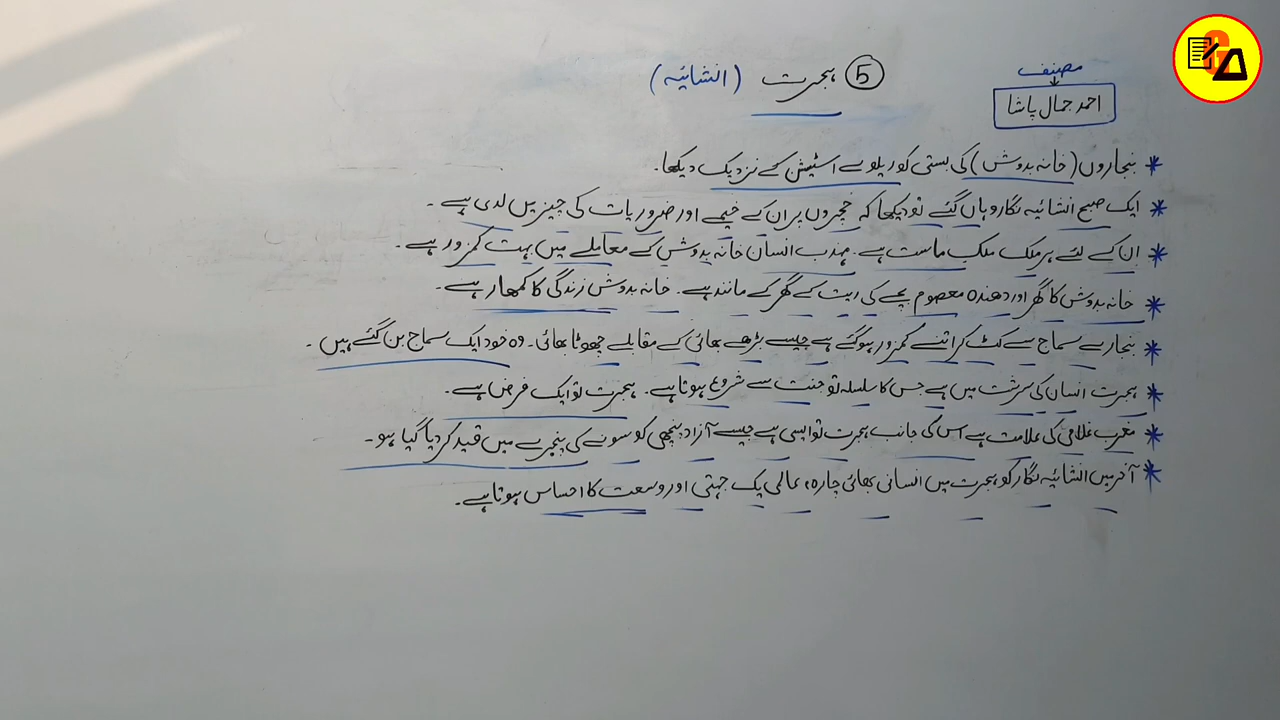 مصنف
احمد جمال پاشا
⑤ ہجرت (انشائیہ)
* بنجاروں (خانہ بدوش) کی بستی کو ریلوے اسٹیشن کے نزدیک دیکھا۔
* ایک صبح انشائیہ نگار وہاں گئے تو دیکھا کہ خچروں پر ان کے خیمے اور ضروریات کی چیزیں لدی ہے۔
* ان کے لئے ہر ملک ملک ماست ہے۔ مہذب انسان خانہ بدوش کے معاملے میں بہت کمزور ہے۔
* خانہ بدوش کا گھر اور دھندہ معصوم بچے کی ریت کے گھر کے مانند ہے۔ خانہ بدوش زندگی کا کمھار ہے۔
* بنجارے سماج سے کٹ کر اتنے کمزور ہو گئے ہے جیسے بڑے بھائی کے مقابلے چھوٹا بھائی۔ وہ خود ایک سماج بن گئے ہیں۔
* ہجرت انسان کی سرشت میں ہے جس کا سلسلہ تو جنت سے شروع ہوتا ہے۔ ہجرت تو ایک فرض ہے۔
* مغرب غلامی کی علامت ہے اس کی جانب ہجرت تو ایسی ہے جیسے آزاد پنچھی کو سونے کی پنجرے میں قید کر دیا گیا ہو۔
* آخر میں انشائیہ نگار کو ہجرت میں انسانی بھائی چارہ، عالمی یک جہتی اور وسعت کا احساس ہوتا ہے۔